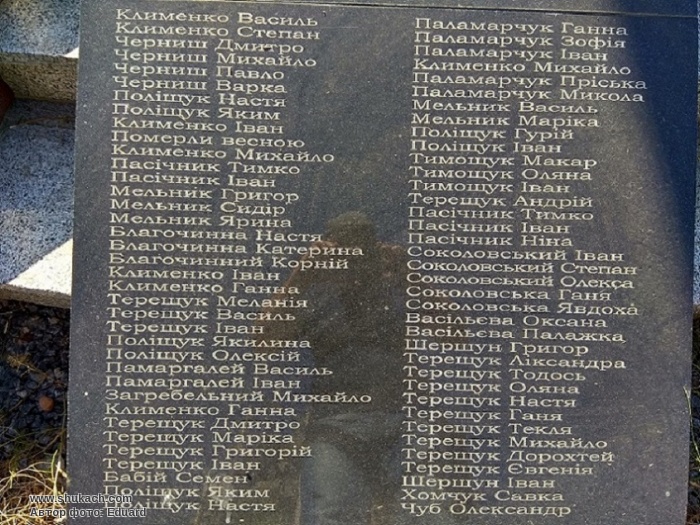 Клименко Василь
Клименко Степан
Черниш Дмитро
Черниш Михайло
Черниш Павло
Черниш Варка
Поліщук Настя
Поліщук Яким
Клименко Іван
Померли весною
Клименко Михайло
Пасічник Тимко
Пасічник Іван
Мельник Григор
Мельник Сидір
Мельник Ярина
Благочинна Настя
Благочинна Катерина
Благочинний Корній
Клименко Іван
Клименко Ганна
Терещук Меланія
Терещук Василь
Терещук Іван
Поліщук Якилина
Поліщук Олексій
Памаргалей Василь
Памаргалей Іван
Загребельний Михайло
Клименко Ганна
Терещук Дмитро
Терещук Маріка
Терещук Григорій
Терещук Іван
Бабій Семен
Поліщук Яким
Поліщук Настя
Паламарчук Ганна
Паламарчук Зофія
Паламарчук Іван
Клименко Михайло
Паламарчук Пріська
Паламарчук Микола
Мельник Василь
Мельник Маріка
Поліщук Гурій
Поліщук Іван
Тимощук Макар
Тимощук Оляна
Тимощук Іван
Терещук Андрій
Пасічник Тимко
Пасічник Іван
Пасічник Ніна
Соколовський Іван
Соколовський Степан
Соколовський Олекса
Соколовська Ганя
Соколовська Явдоха
Васильєва Оксана
Васильєва Палажка
Шершун Григор
Терещук Ліксандра
Терещук Тодось
Терещук Оляна
Терещук Настя
Терещук Ганя
Терещук Текля
Терещук Михайло
Терещук Дорохтей
Терещук Євгенія
Шершун Іван
Хомчук Савка
Чуб Олександр
www.shukach.com
Автор фото: Eduard